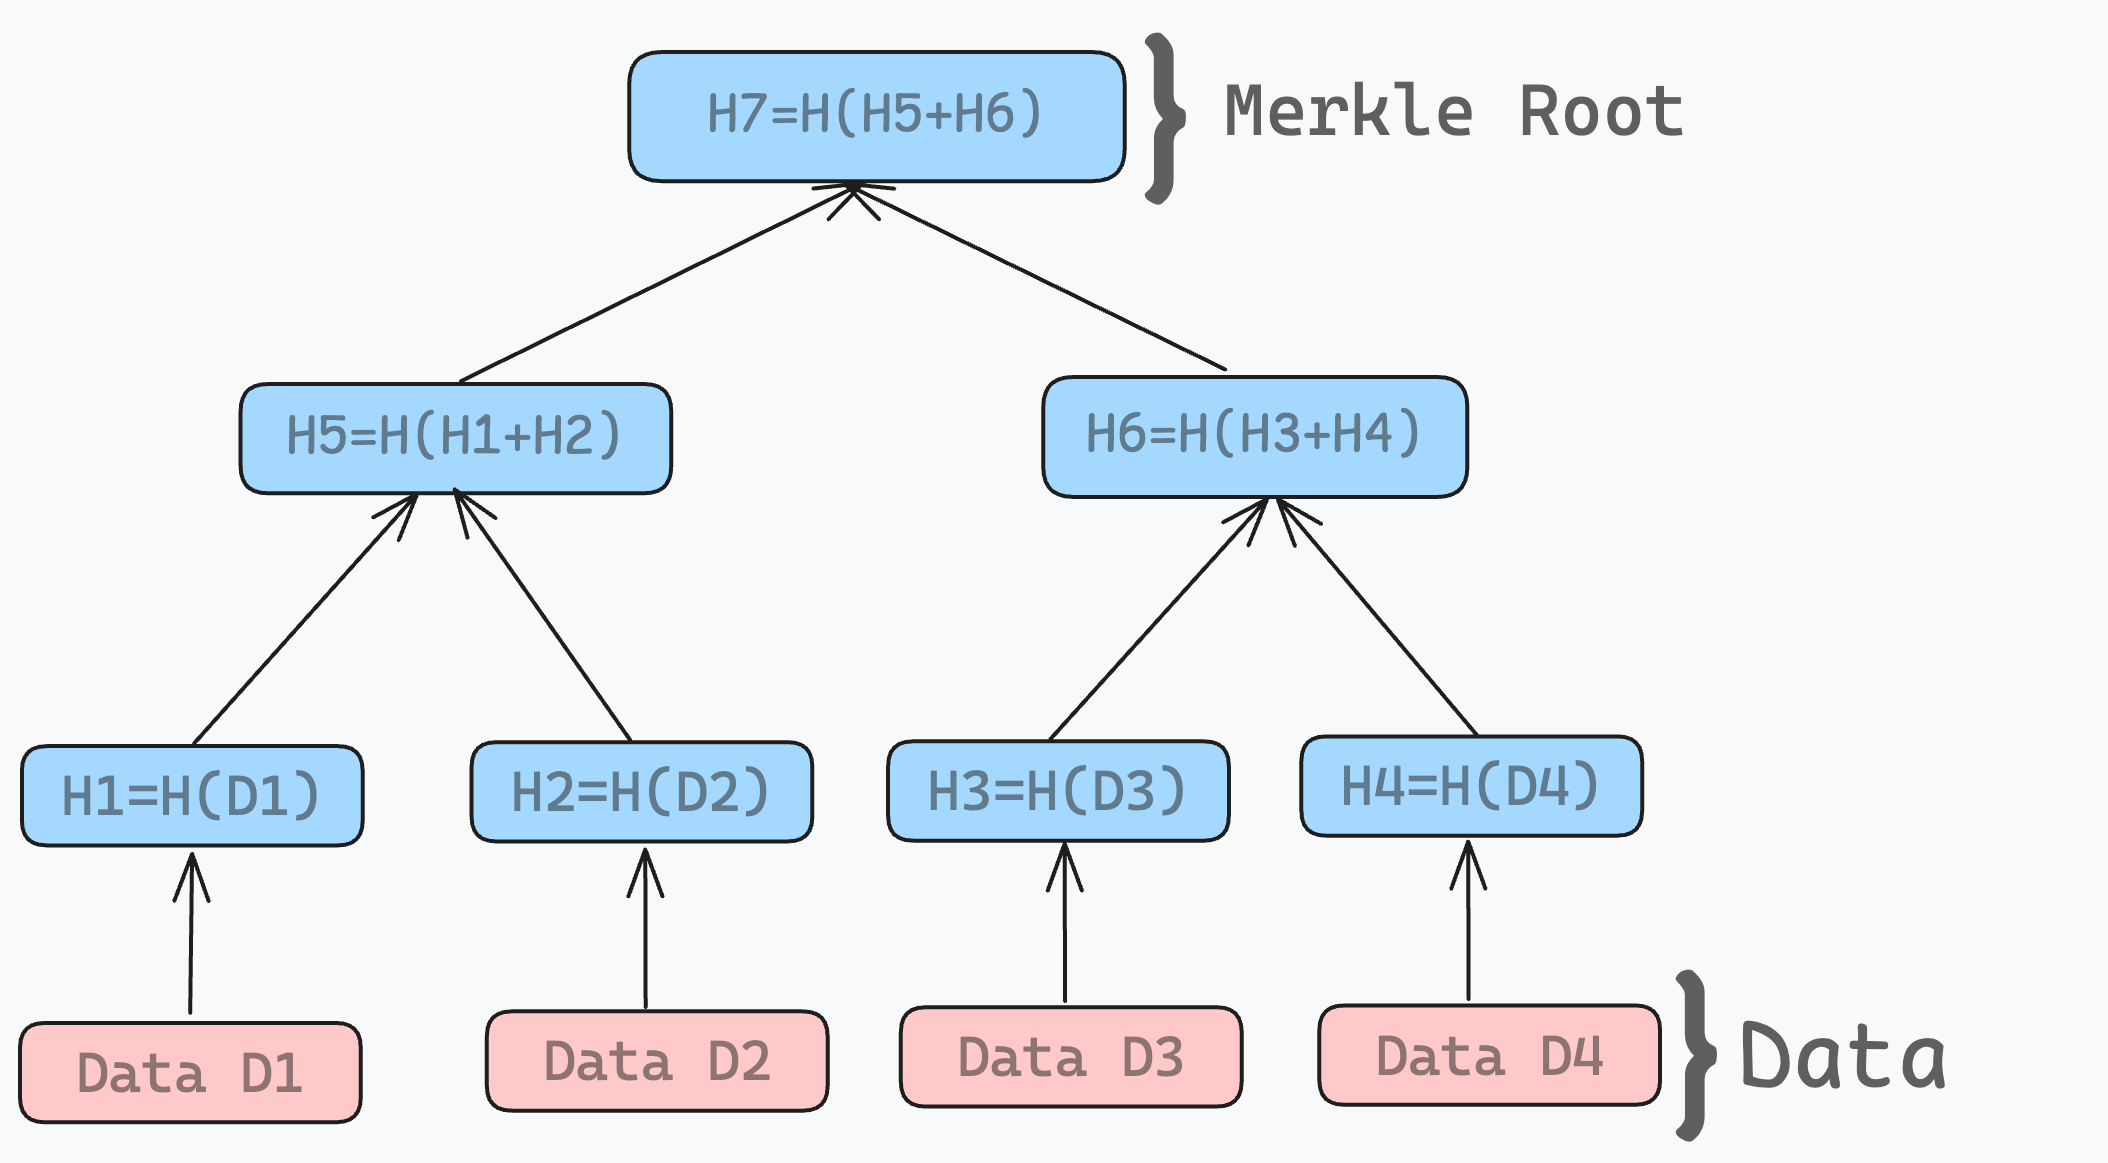 H7=H(H5+H6)
Merkle Root
H5=H(H1+H2)
H6=H(H3+H4)
H1=H(D1)
H2=H(D2)
H3=H(D3)
H4=H(D4)
Data D1
Data D2
Data D3
Data D4
Data